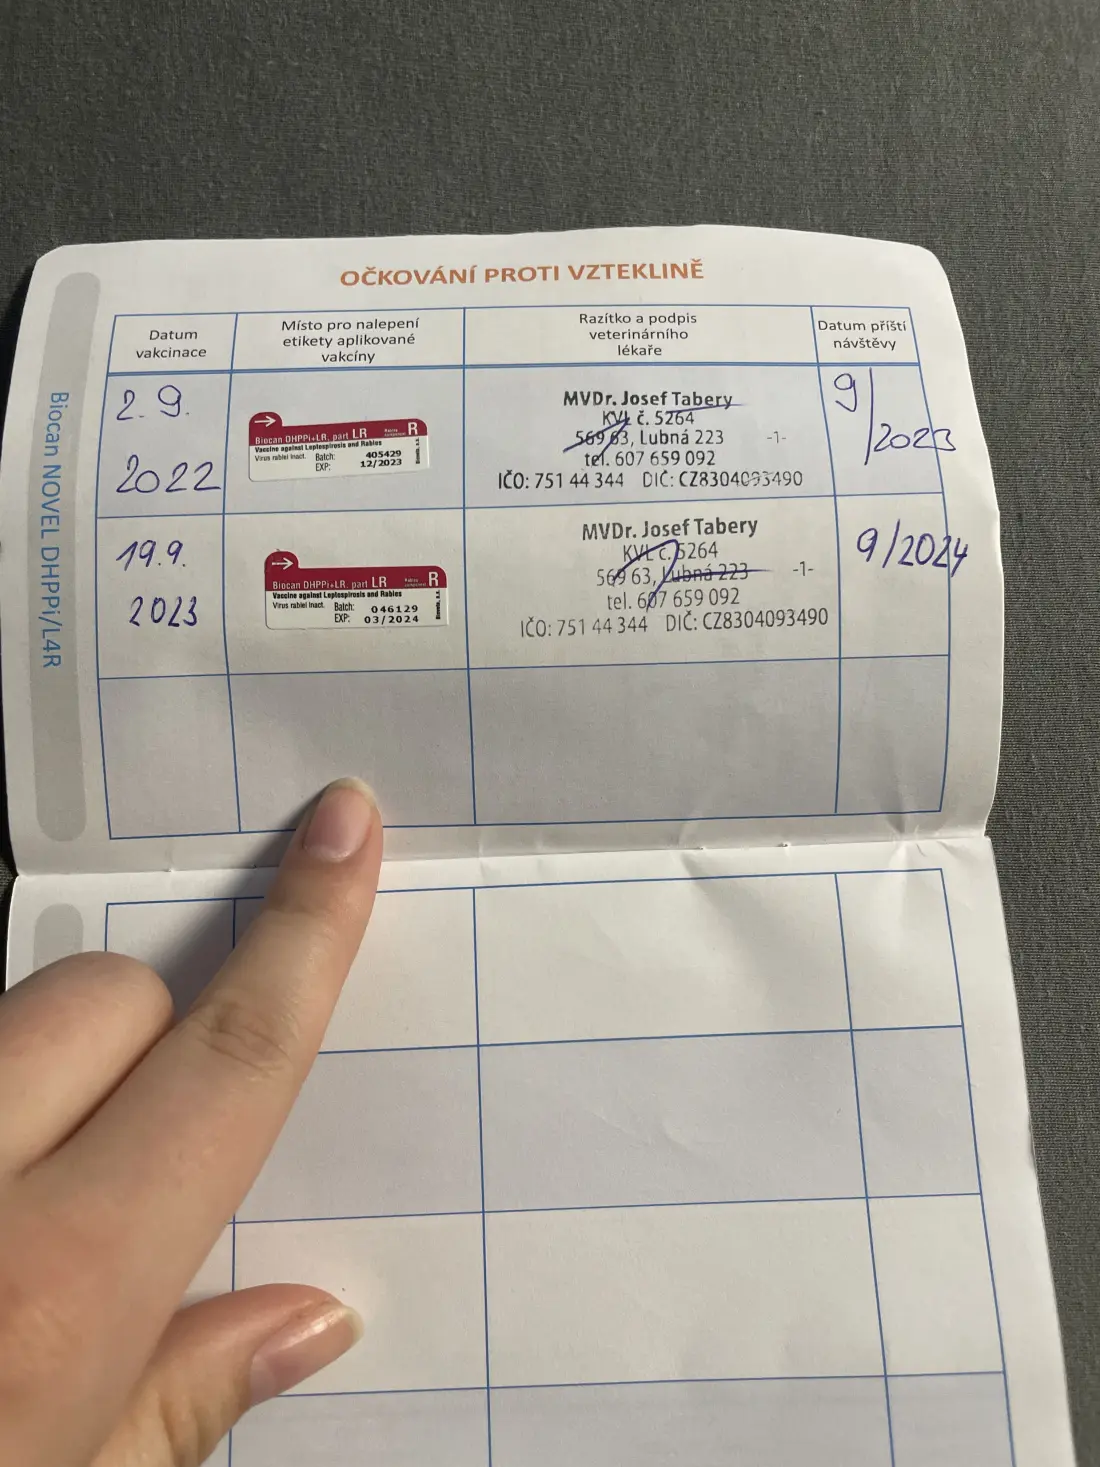 OČKOVÁNÍ PROTI VZTEKLINĚ
Datum
vakcinace
Místo pro nalepení
etikety aplikované
vakcíny
Razítko a podpis
veterinárního
lékaře
Datum příští
návštěvy
Biocan NOVEL DHPPi/L4R
2. 9.
2022
Biocan DHPPi+LR, part LR
R
Vaccine against Leptospirosis and Rabies
Virus rabiei inact. Batch: 405429
EXP: 12/2023
MVDr. Josef Tabery
KVL č. 5264
569 63, Lubná 223 -1-
tel. 607 659 092
IČO: 751 44 344 DIČ: CZ8304093490
9/2023
19.9.
2023
Biocan DHPPi+LR, part LR
R
Vaccine against Leptospirosis and Rabies
Virus rabiei inact. Batch: 046129
EXP: 03/2024
MVDr. Josef Tabery
KVL č. 5264
569 63, Lubná 223 -1-
tel. 607 659 092
IČO: 751 44 344 DIČ: CZ8304093490
9/2024